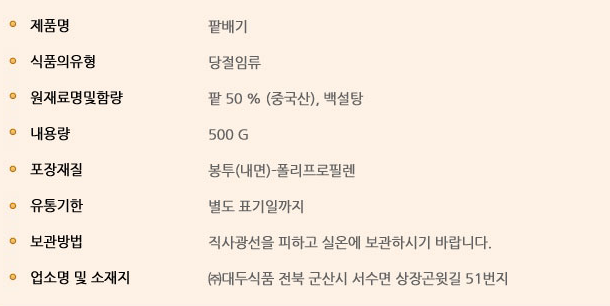 제품명 팥배기
식품의유형 당절임류
원재료명및함량 팥 50 % (중국산), 백설탕
내용량 500 G
포장재질 봉투(내면)-폴리프로필렌
유통기한 별도 표기일까지
보관방법 직사광선을 피하고 실온에 보관하시기 바랍니다.
업소명 및 소재지 ㈜대두식품 전북 군산시 서수면 상장곤윗길 51번지